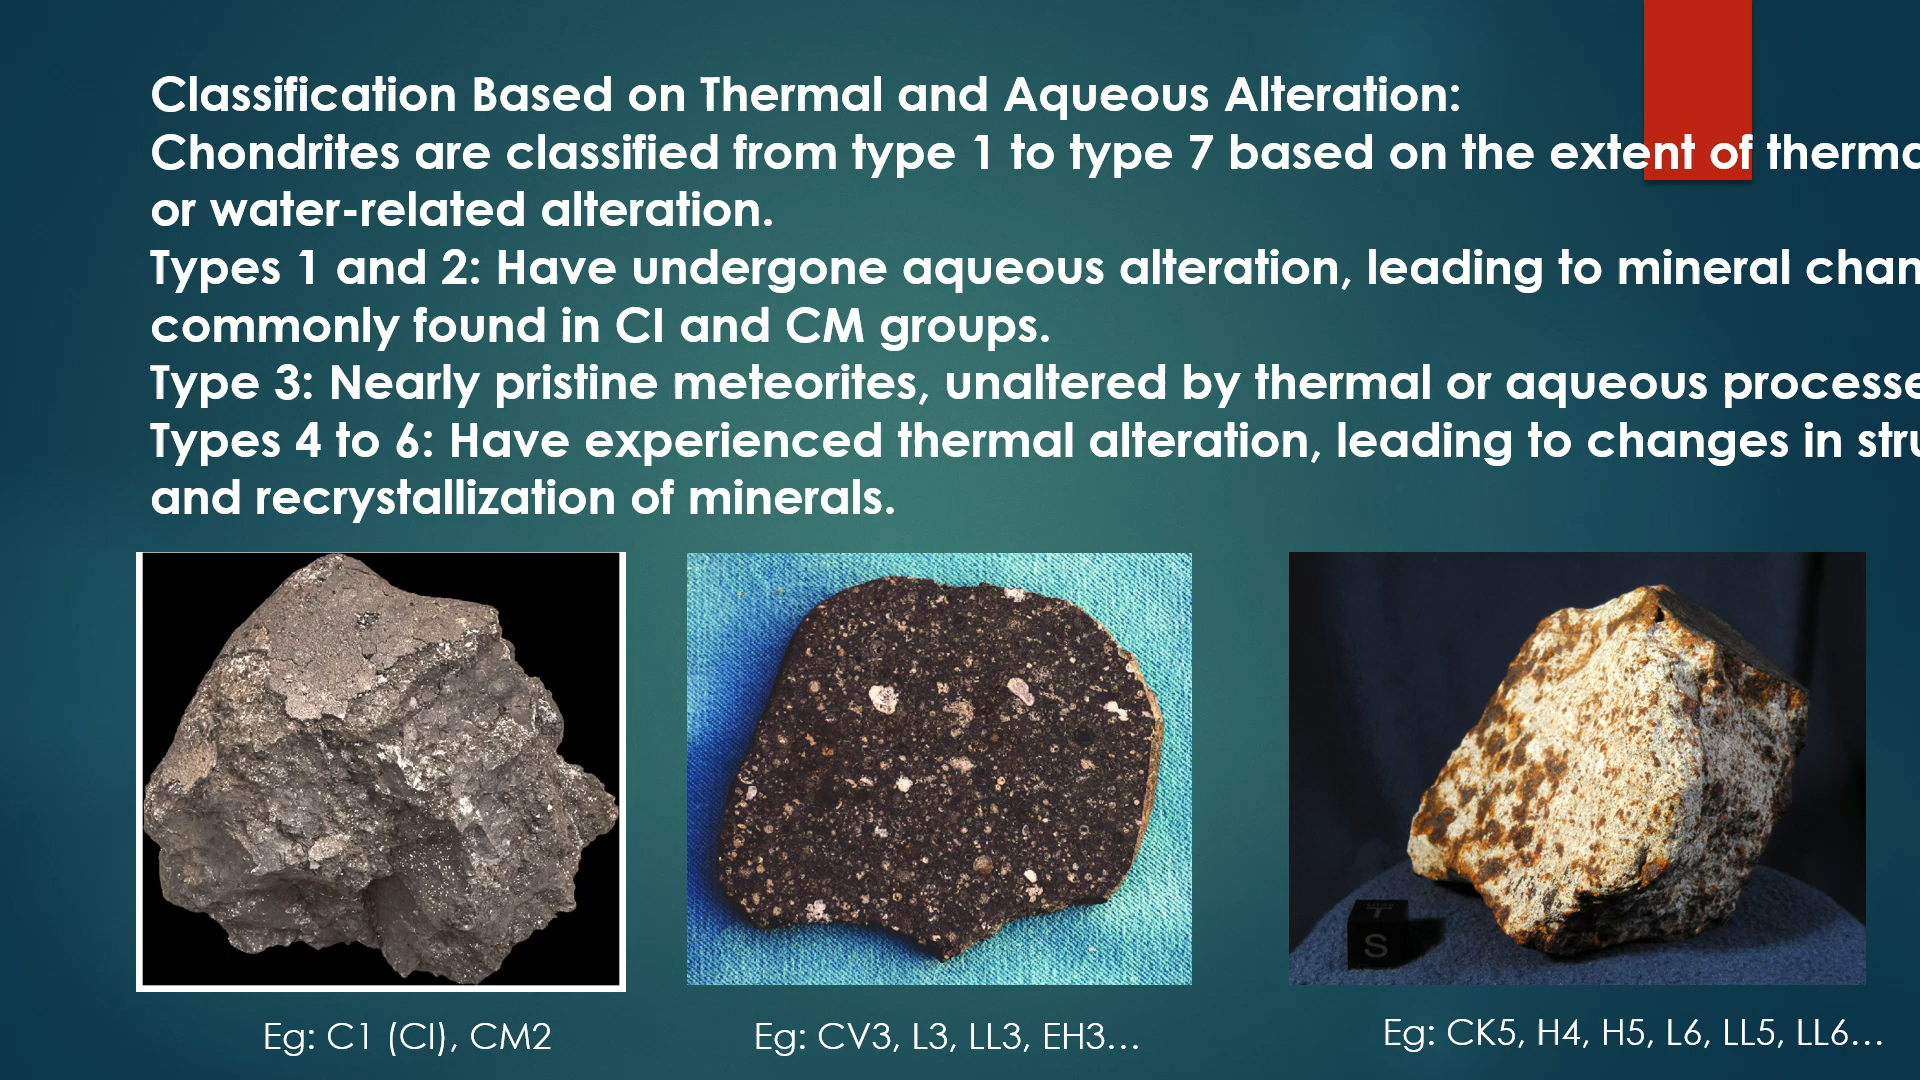 Classification Based on Thermal and Aqueous Alteration:
Chondrites are classified from type 1 to type 7 based on the extent of
or water-related alteration.
Types 1 and 2: Have undergone aqueous alteration, leading to mineral
commonly found in CI and CM groups.
Type 3: Nearly pristine meteorites, unaltered by thermal or aqueous
Types 4 to 6: Have experienced thermal alteration, leading to changes in
and recrystallization of minerals.
T
S
Eg: C1 (CI), CM2
Eg: CV3, L3, LL3, EH3...
Eg: CK5, H4, H5, L6, LL5, LL6...